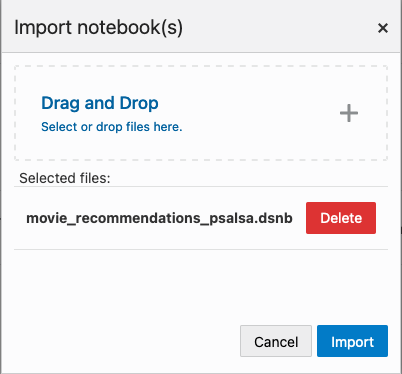 Import notebook(s)
Drag and Drop
Select or drop files here.
Selected files:
movie_recommendations_psalsa.dsnb
Delete
Cancel
Import